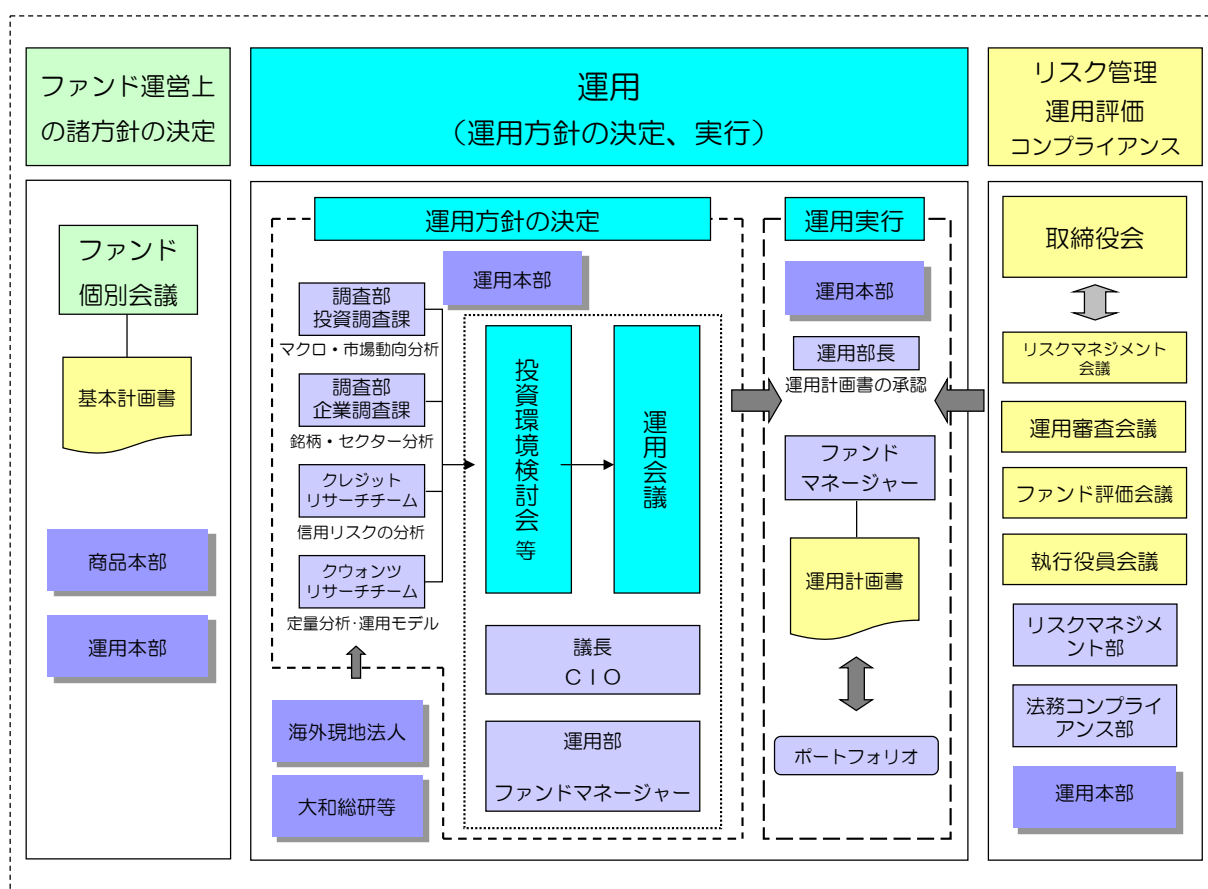 ファンド運営上
の諸方針の決定
運用
(運用方針の決定、実行)
リスク管理
運用評価
コンプライアンス
ファンド
個別会議
基本計画書
商品本部
運用本部
運用方針の決定
運用本部
調査部
投資調査課
マクロ・市場動向分析
調査部
企業調査課
銘柄・セクター分析
クレジット
リサーチチーム
信用リスクの分析
クウォンツ
リサーチチーム
定量分析・運用モデル
海外現地法人
大和総研等
投資環境検討会等
運用会議
議長
CIO
運用部
ファンドマネージャー
運用実行
運用本部
運用部長
運用計画書の承認
ファンド
マネージャー
運用計画書
ポートフォリオ
取締役会
リスクマネジメント
会議
運用審査会議
ファンド評価会議
執行役員会議
リスクマネジメ
ント部
法務コンプライ
アンス部
運用本部